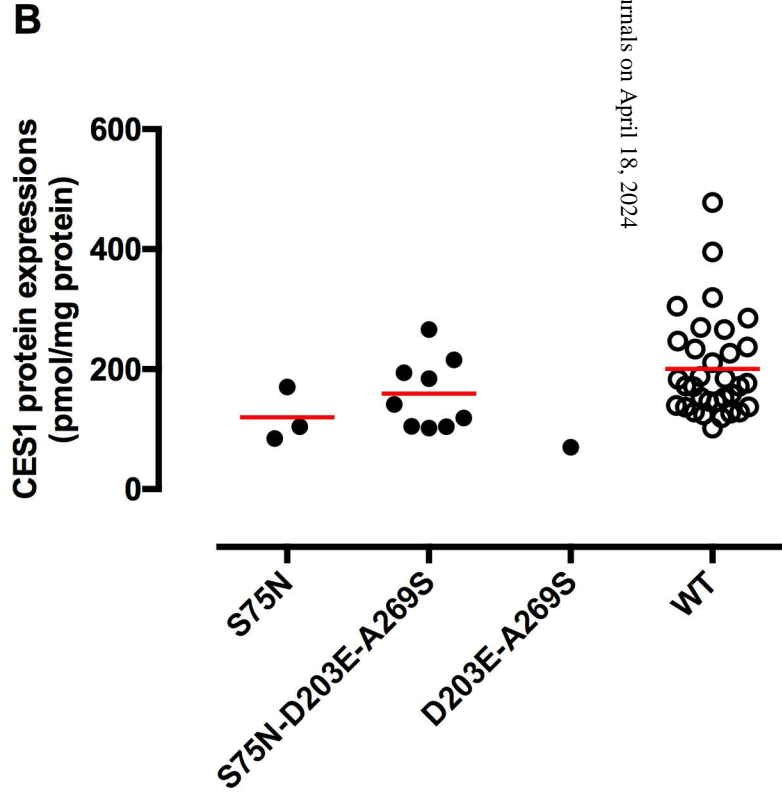 B
urnals on April 18, 2024
CES1 protein expressions
(pmol/mg protein)
600
400
200
0
S75N
S75N-D203E-A269S
D203E-A269S
WT